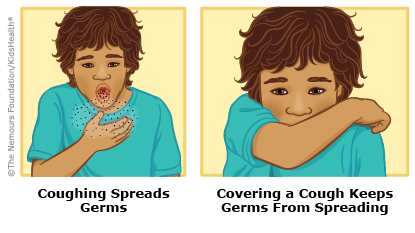 ©The Nemours Foundation/KidsHealth®
Coughing Spreads
Germs
Covering a Cough Keeps
Germs From Spreading